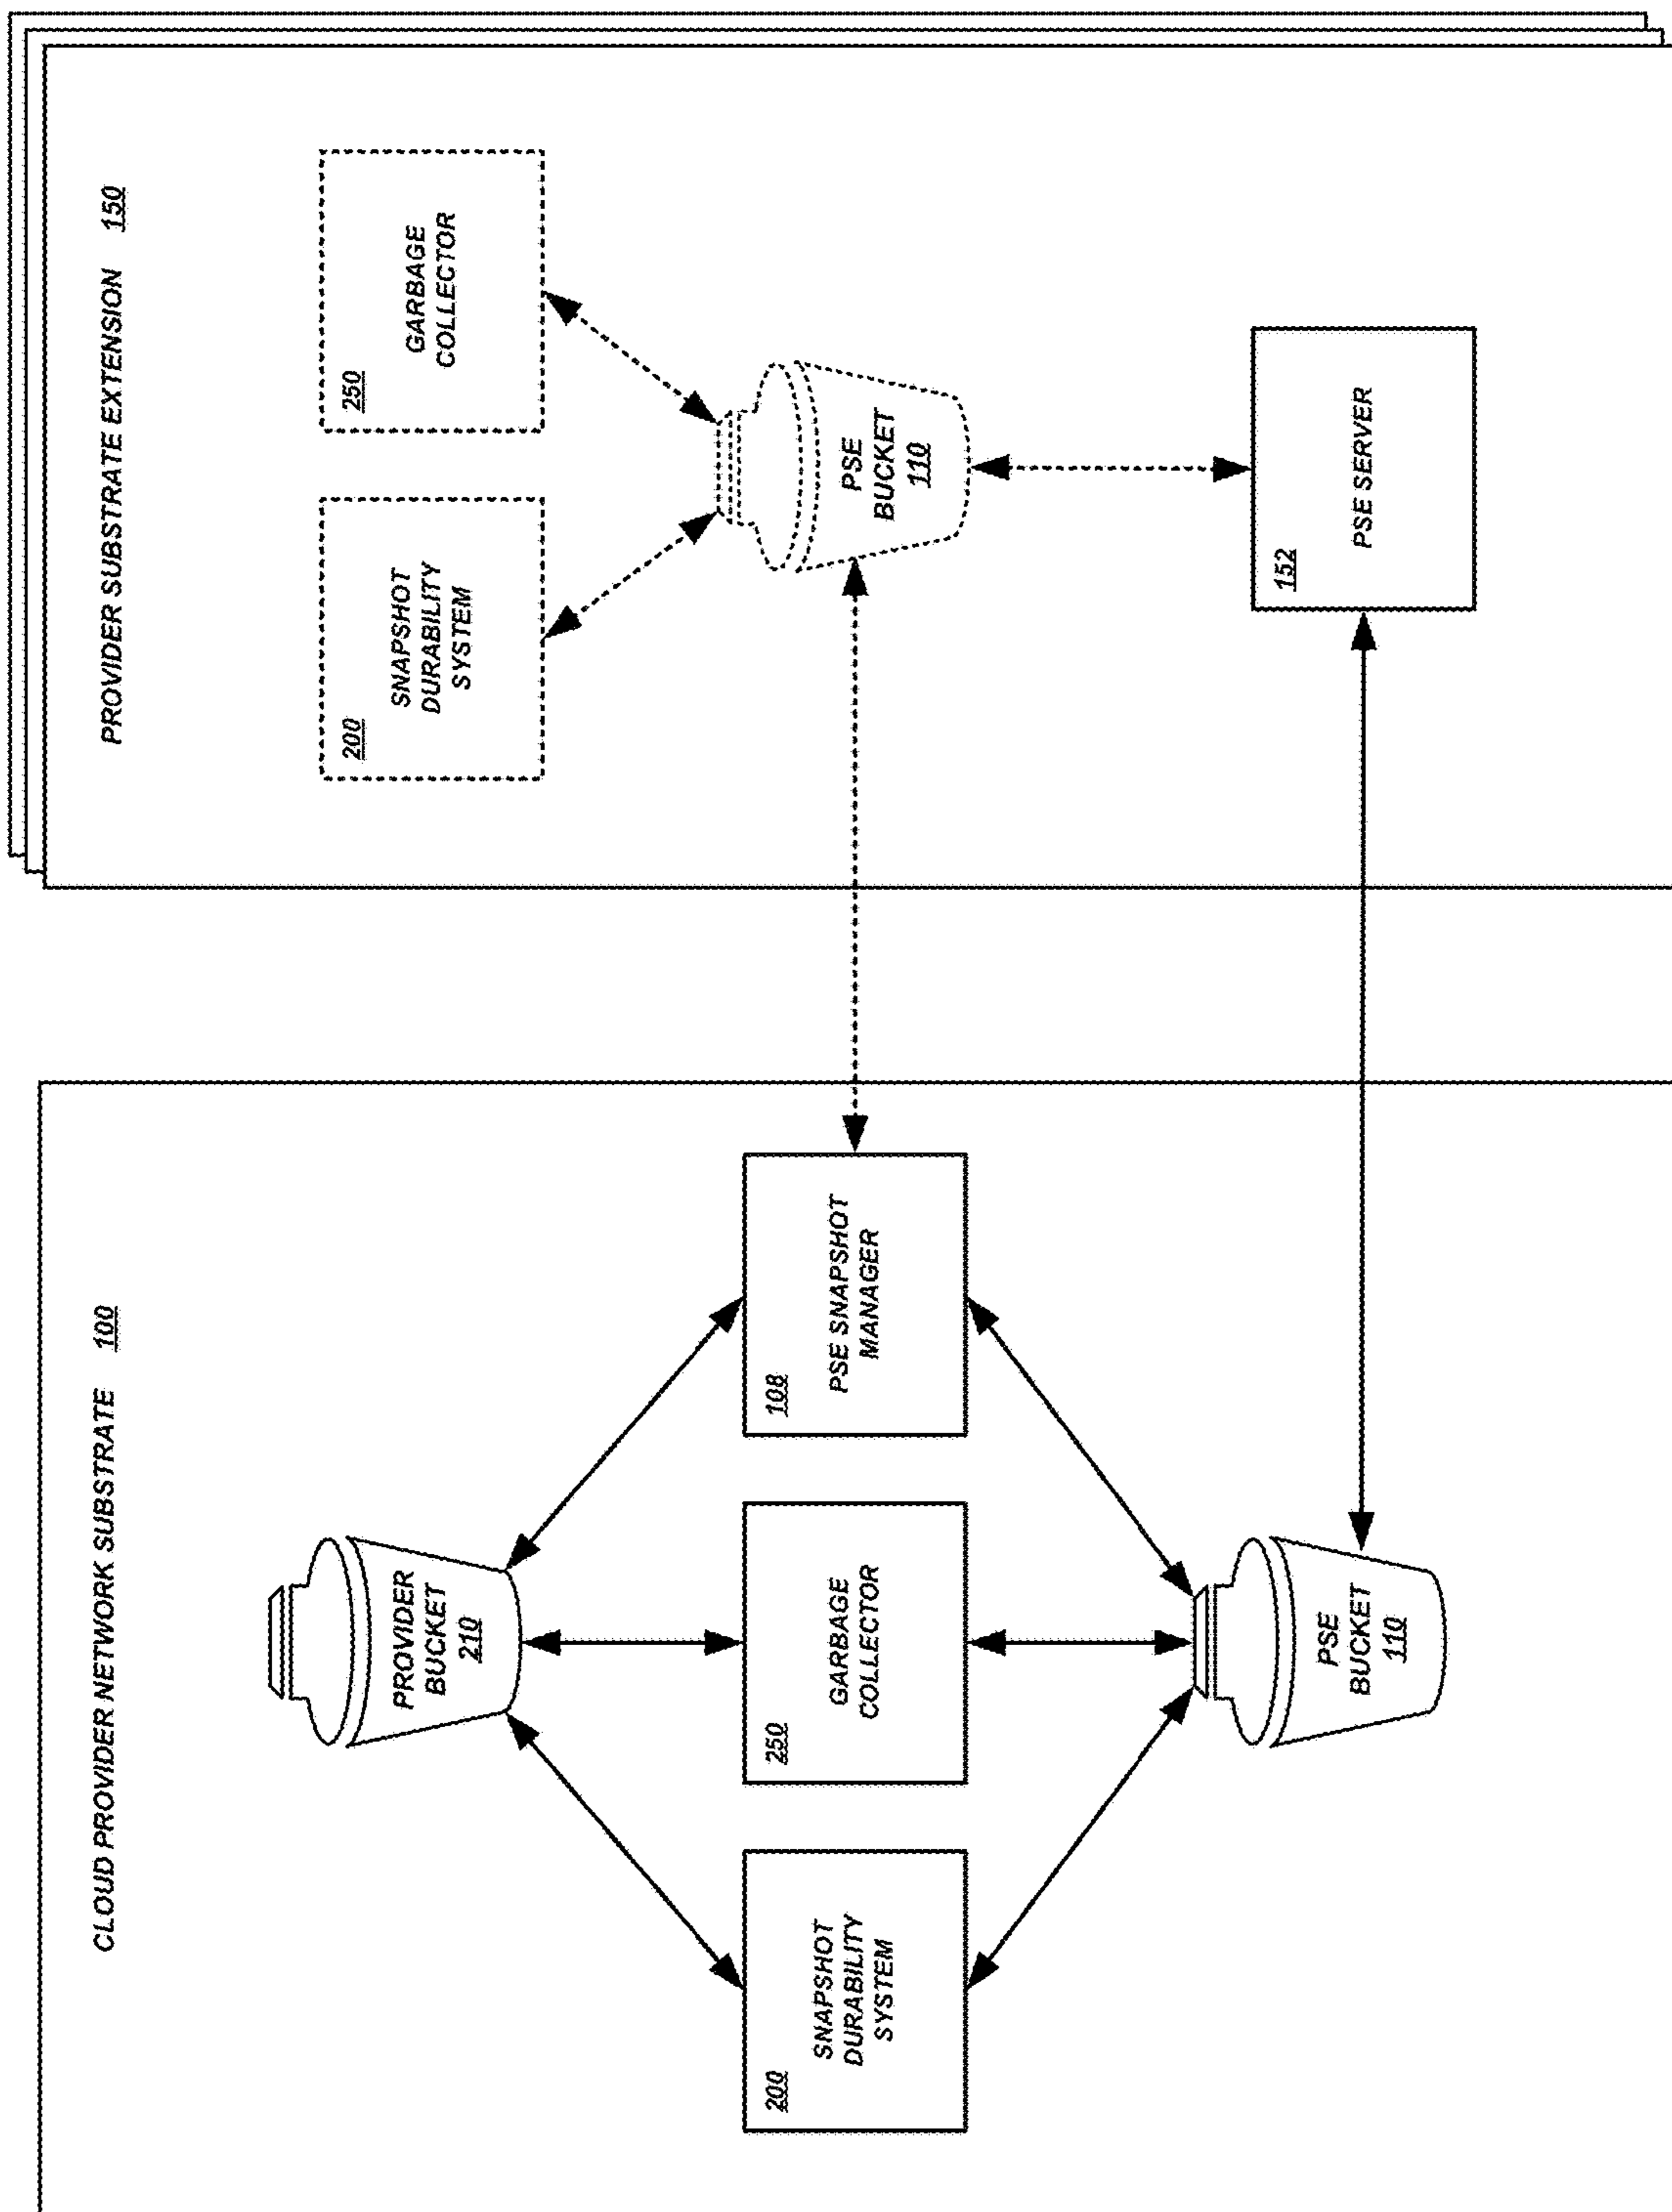 CLOUD PROVIDER NETWORK SUBSTRATE 100
PROVIDER
BUCKET
210
200
SNAPSHOT
DURABILITY
SYSTEM
250
GARBAGE
COLLECTOR
108
PSE SNAPSHOT
MANAGER
PSE
BUCKET
110
PROVIDER SUBSTRATE EXTENSION 150
200
SNAPSHOT
DURABILITY
SYSTEM
250
GARBAGE
COLLECTOR
PSE
BUCKET
110
152
PSE SERVER